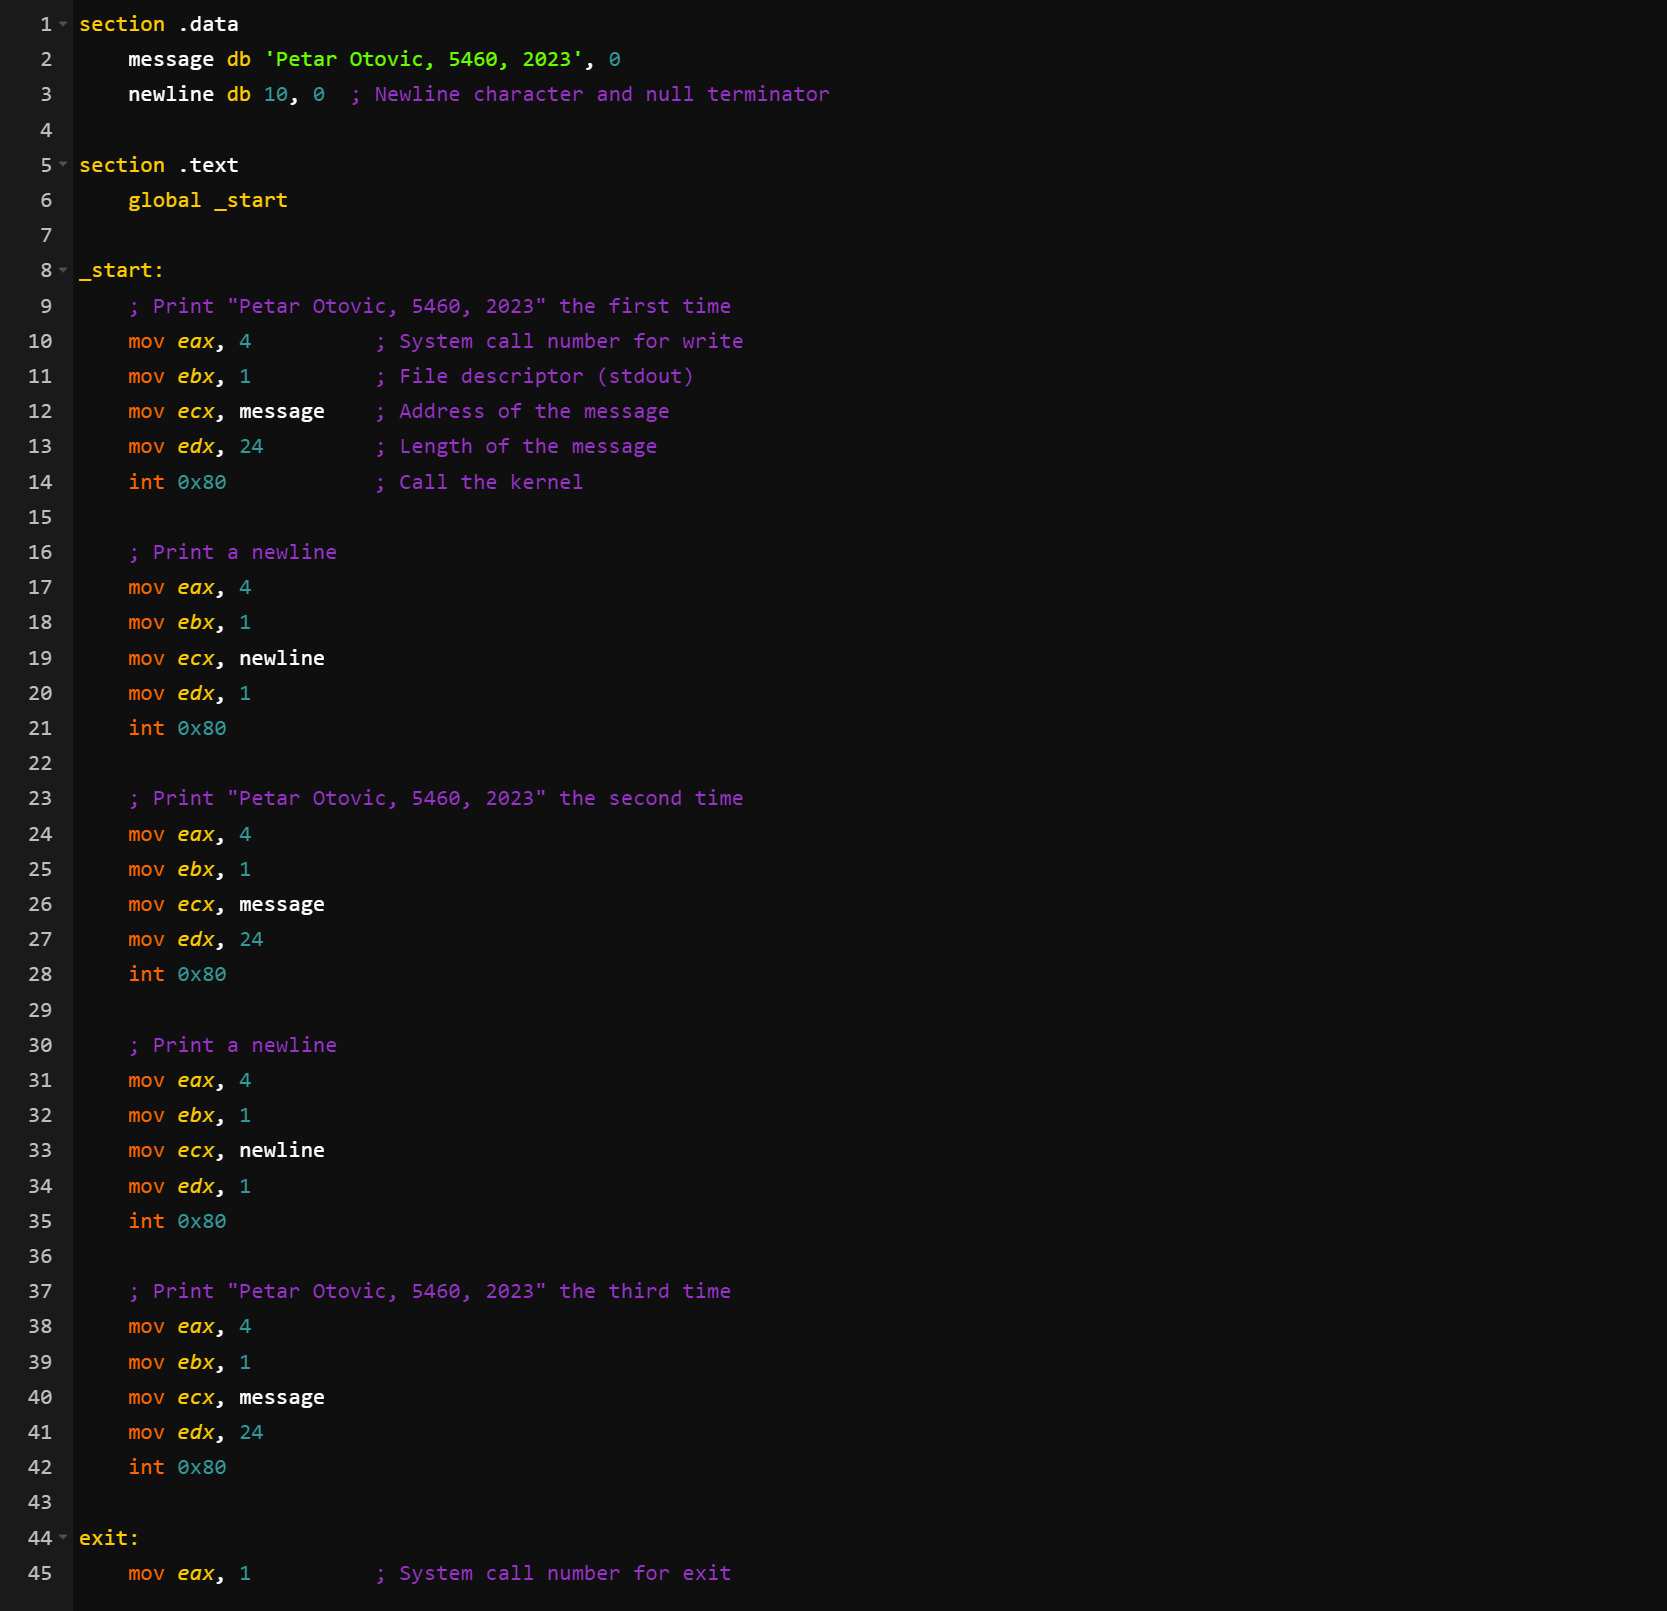 1 section .data
2     message db 'Petar Otovic, 5460, 2023', 0
3     newline db 10, 0  ; Newline character and null terminator
4
5 section .text
6     global _start
7
8 _start:
9     ; Print "Petar Otovic, 5460, 2023" the first time
10     mov eax, 4          ; System call number for write
11     mov ebx, 1          ; File descriptor (stdout)
12     mov ecx, message    ; Address of the message
13     mov edx, 24         ; Length of the message
14     int 0x80            ; Call the kernel
15
16     ; Print a newline
17     mov eax, 4
18     mov ebx, 1
19     mov ecx, newline
20     mov edx, 1
21     int 0x80
22
23     ; Print "Petar Otovic, 5460, 2023" the second time
24     mov eax, 4
25     mov ebx, 1
26     mov ecx, message
27     mov edx, 24
28     int 0x80
29
30     ; Print a newline
31     mov eax, 4
32     mov ebx, 1
33     mov ecx, newline
34     mov edx, 1
35     int 0x80
36
37     ; Print "Petar Otovic, 5460, 2023" the third time
38     mov eax, 4
39     mov ebx, 1
40     mov ecx, message
41     mov edx, 24
42     int 0x80
43
44 exit:
45     mov eax, 1          ; System call number for exit